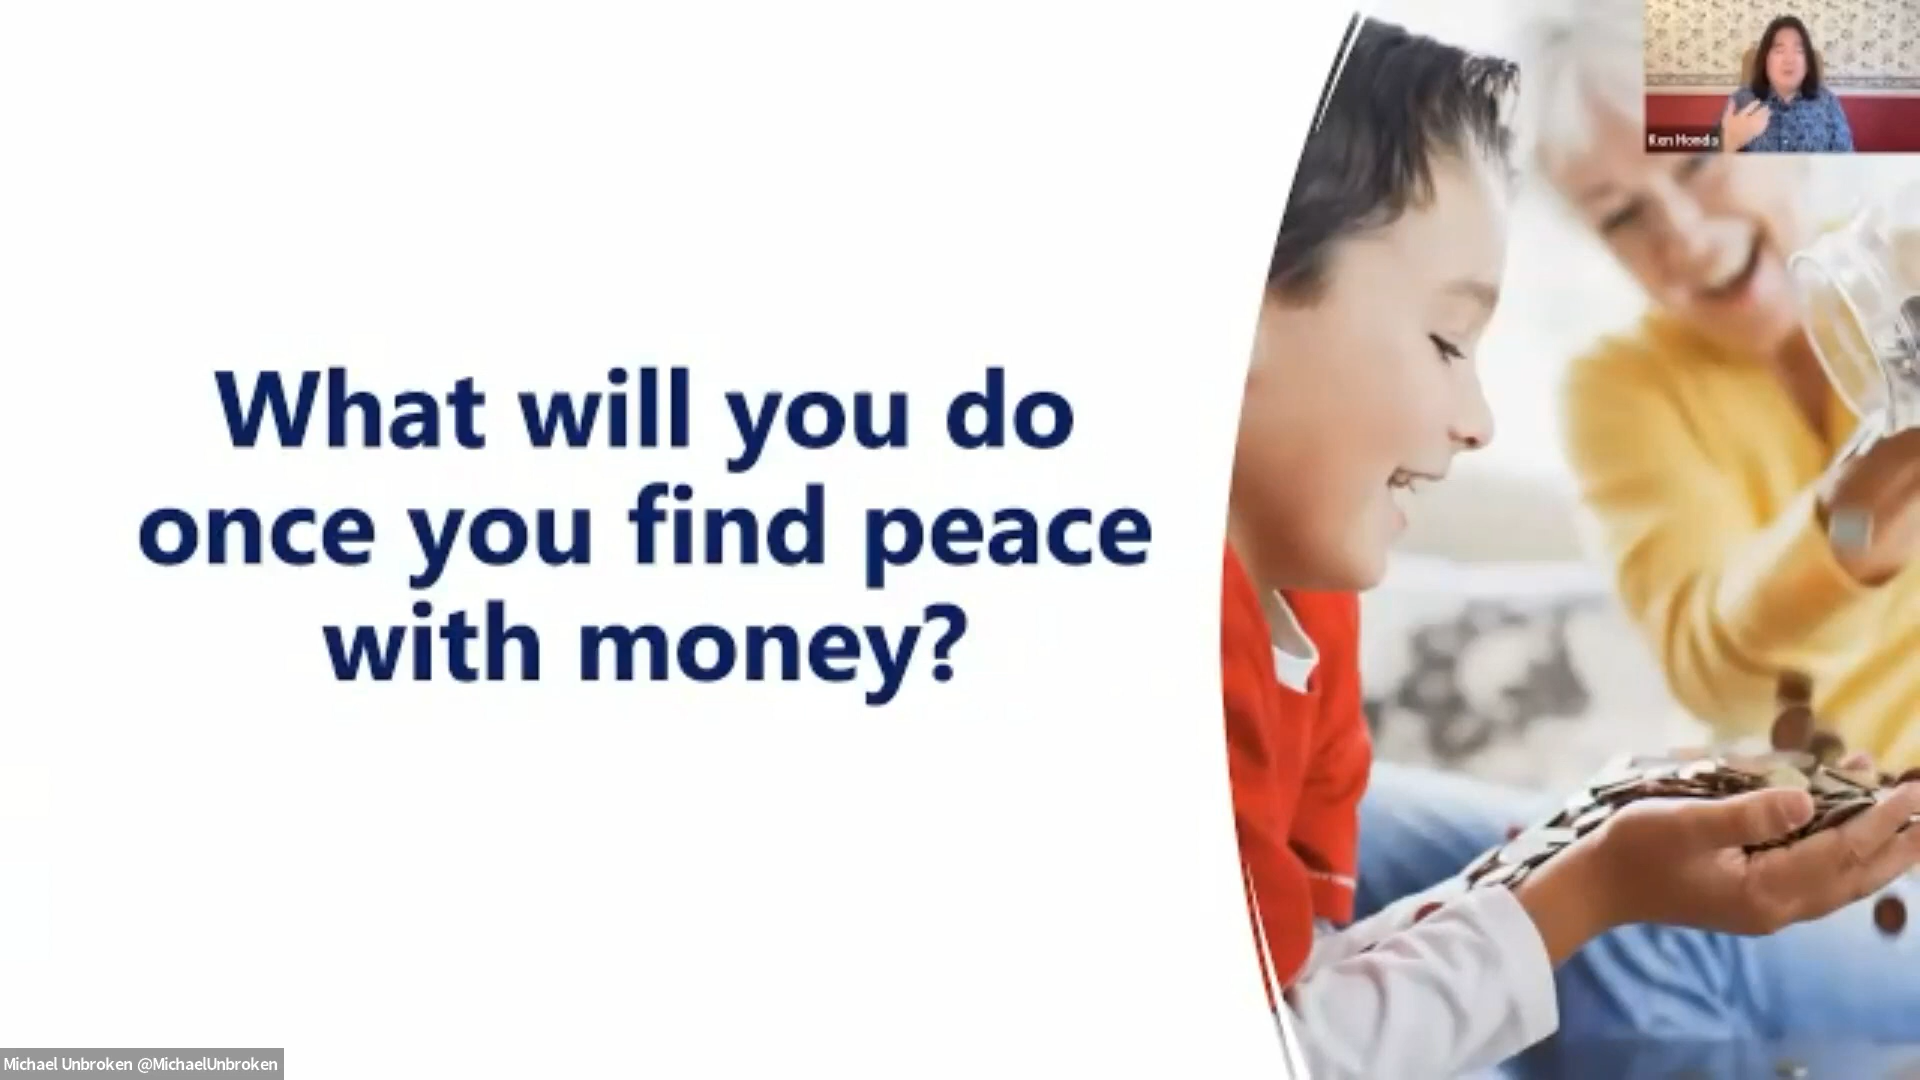 Ken Honda
What will you do
once you find peace
with money?
Michael Unbroken @MichaelUnbroken